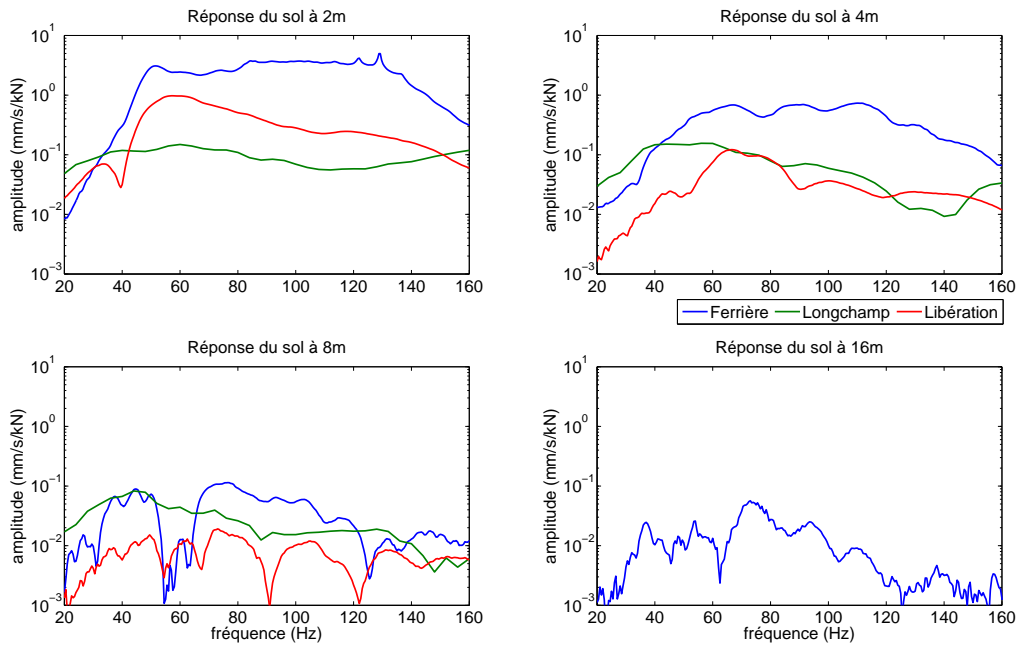 Réponse du sol à 2m
Réponse du sol à 4m
amplitude (mm/s/kN)
10^1
10^0
10^−1
10^−2
10^−3
20 40 60 80 100 120 140 160
amplitude (mm/s/kN)
10^1
10^0
10^−1
10^−2
10^−3
20 40 60 80 100 120 140 160
Ferrière Longchamp Libération
Réponse du sol à 8m
Réponse du sol à 16m
amplitude (mm/s/kN)
10^1
10^0
10^−1
10^−2
10^−3
20 40 60 80 100 120 140 160
fréquence (Hz)
amplitude (mm/s/kN)
10^1
10^0
10^−1
10^−2
10^−3
20 40 60 80 100 120 140 160
fréquence (Hz)